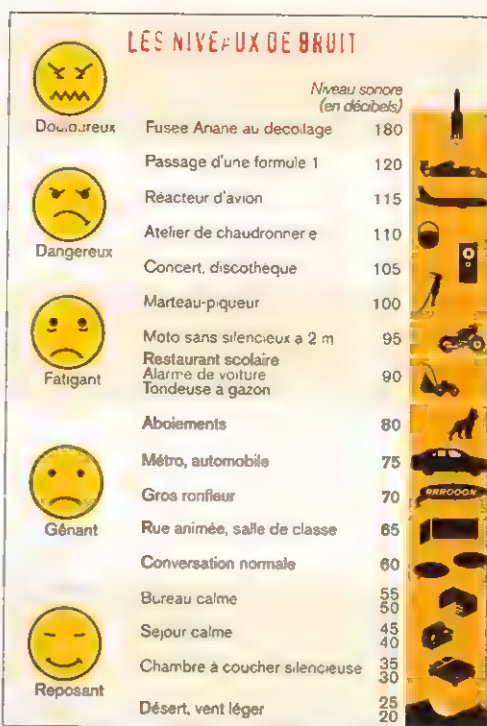 LES NIVEAUX DE BRUIT
Niveau sonore
(en décibels)
Douloureux
Fusee Ariane au decollage 180
Passage d'une formule 1 120
Réacteur d'avion 115
Dangereux
Atelier de chaudronnerie 110
Concert, discothèque 105
Marteau-piqueur 100
Fatigant
Moto sans silencieux a 2 m 95
Restaurant scolaire
Alarme de voiture 90
Tondeuse à gazon
Aboiements 80
Métro, automobile 75
Gênant
Gros ronfleur 70
RRROOON
Rue animée, salle de classe 65
Conversation normale 60
Bureau calme 55
50
Sejour calme 45
40
Reposant
Chambre à coucher silencieuse 35
30
Désert, vent léger 25
20